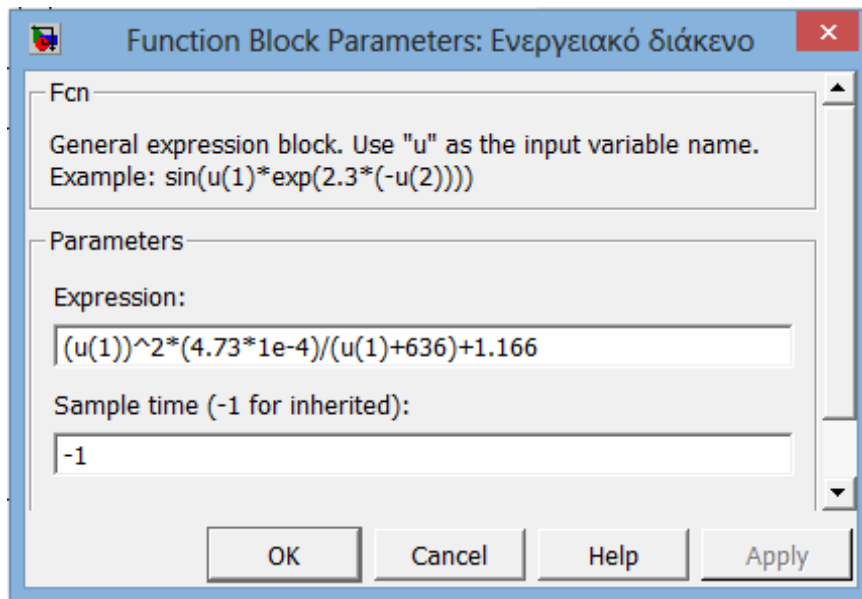 Function Block Parameters: Ενεργειακό διάκενο
Fcn
General expression block. Use "u" as the input variable name.
Example: sin(u(1)*exp(2.3*(-u(2))))
Parameters
Expression:
(u(1))^2*(4.73*1e-4)/(u(1)+636)+1.166
Sample time (-1 for inherited):
-1
OK Cancel Help Apply